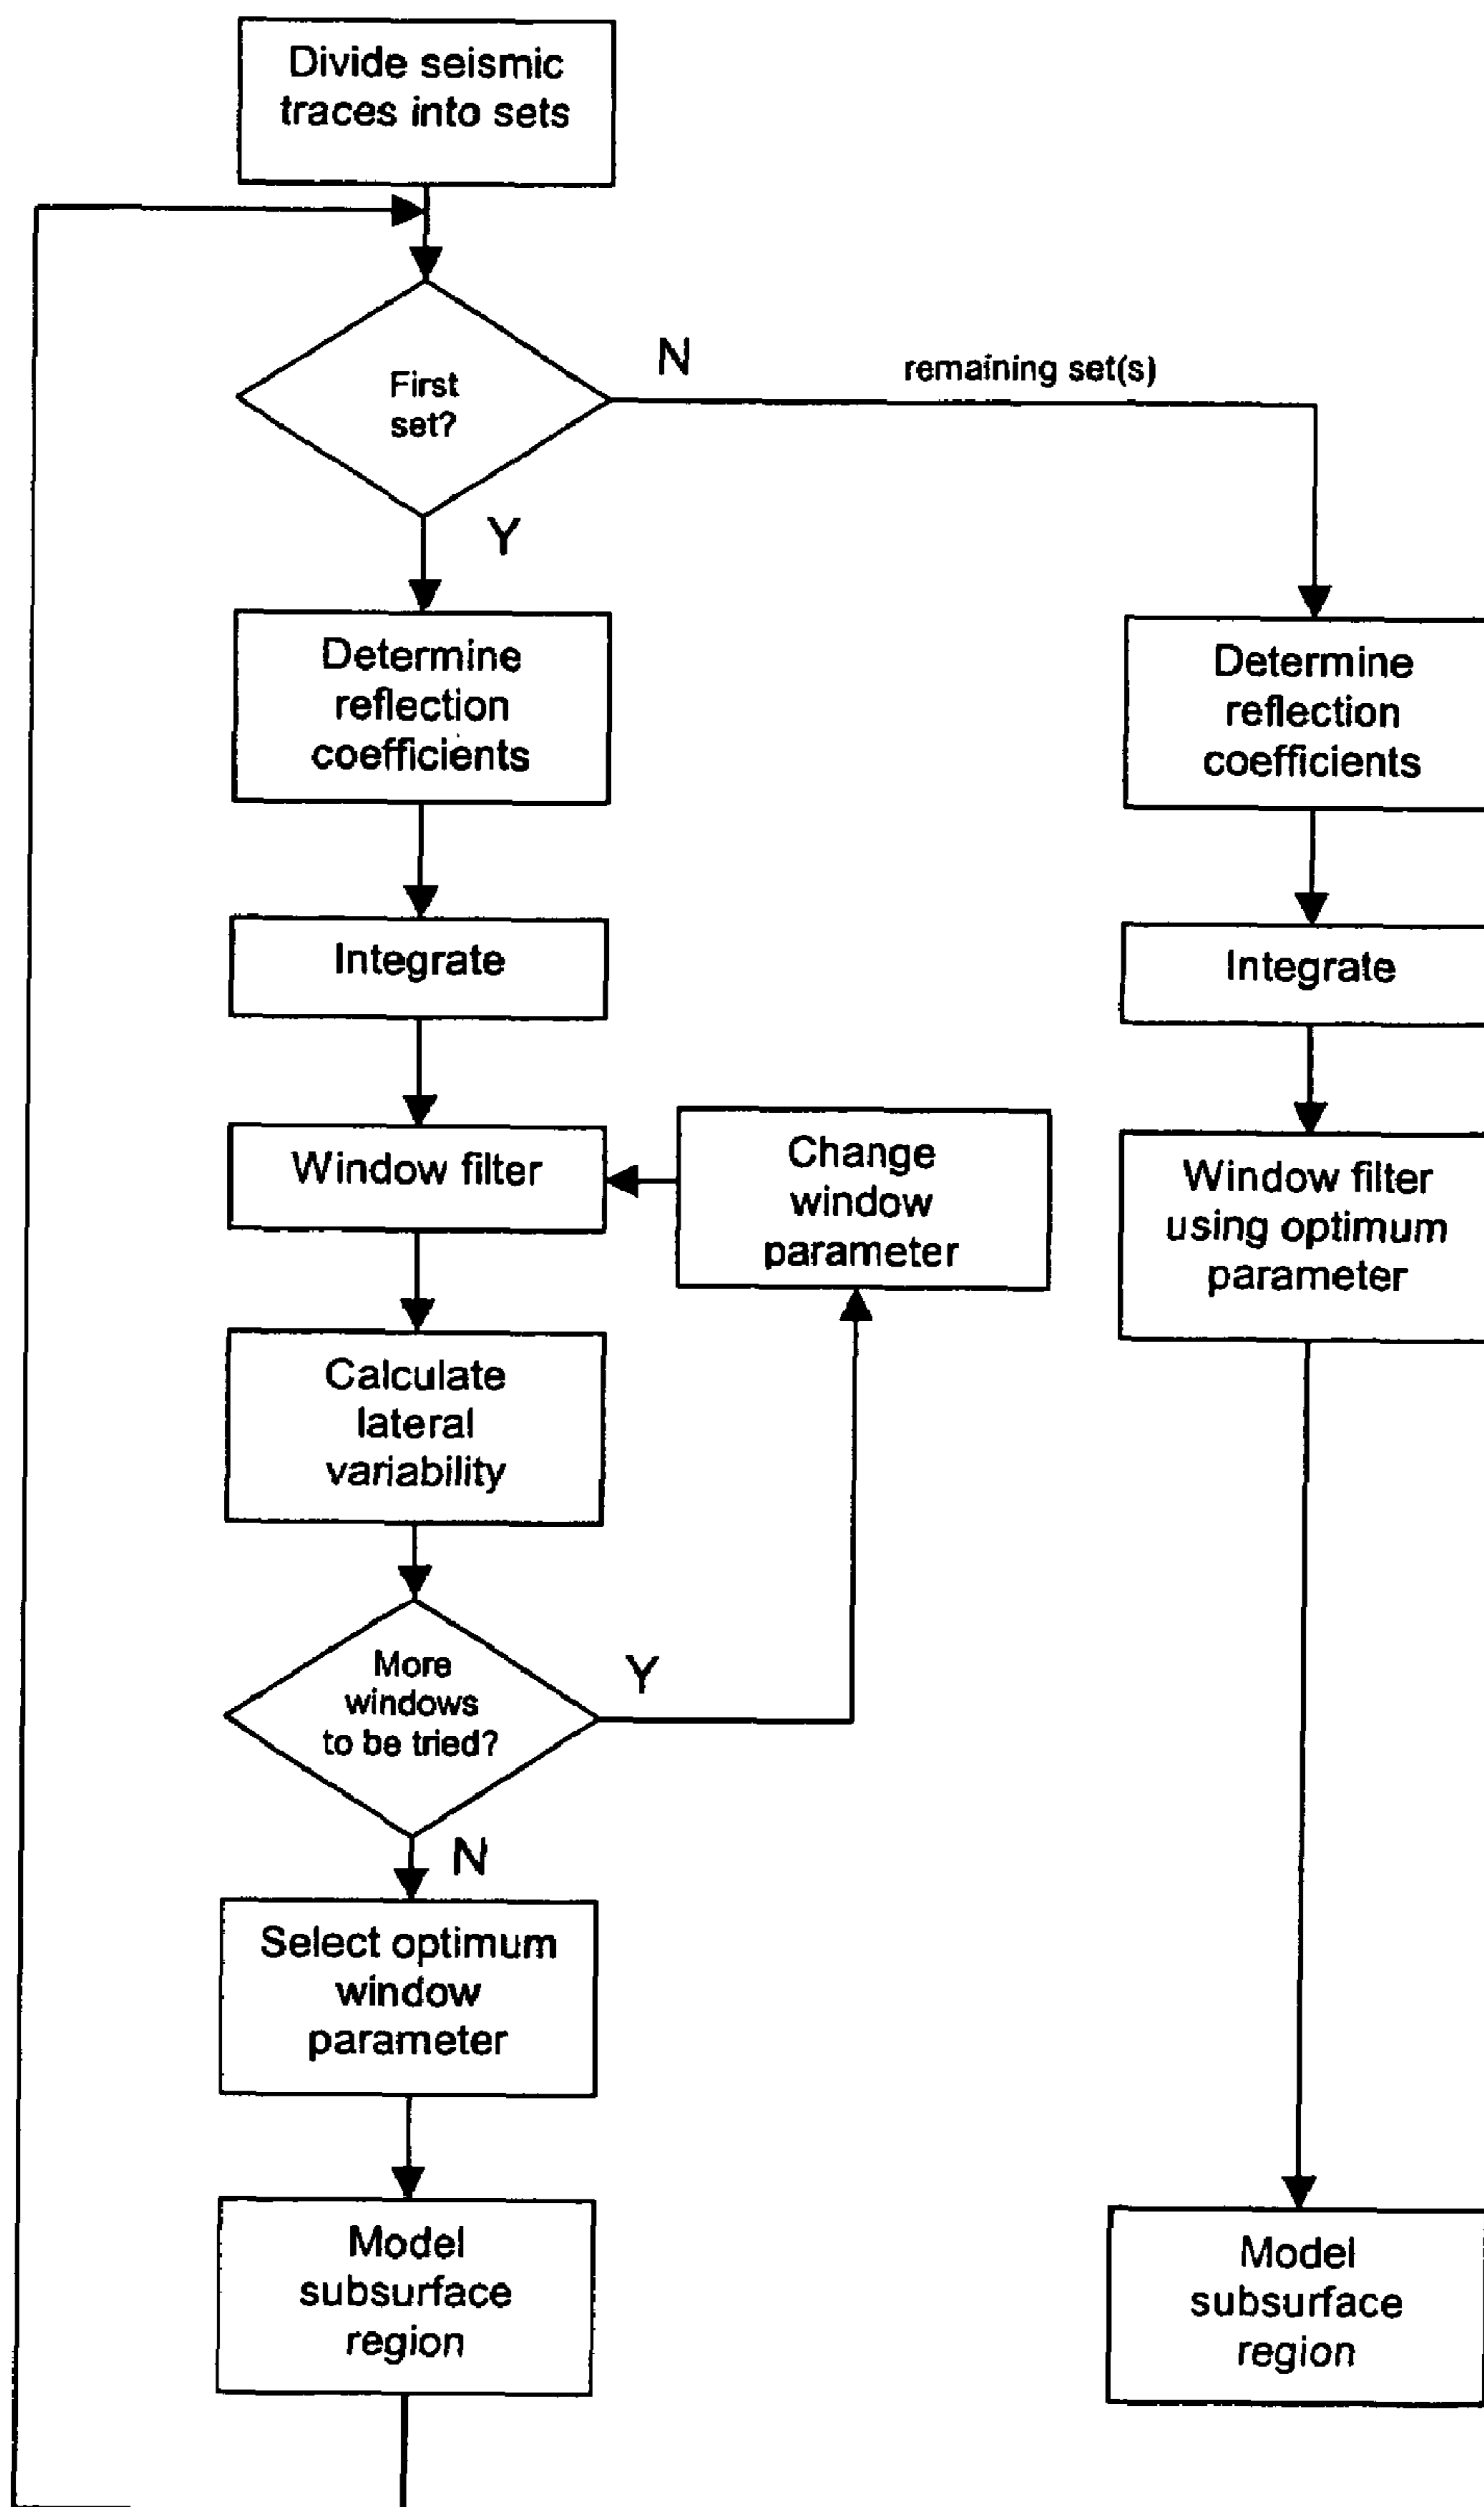 Divide seismic
traces into sets
First
set?
N
remaining set(s)
Y
Determine
reflection
coefficients
Integrate
Window filter
Change
window
parameter
Calculate
lateral
variability
More
windows
to be tried?
Y
N
Select optimum
window
parameter
Model
subsurface
region
Determine
reflection
coefficients
Integrate
Window filter
using optimum
parameter
Model
subsurface
region